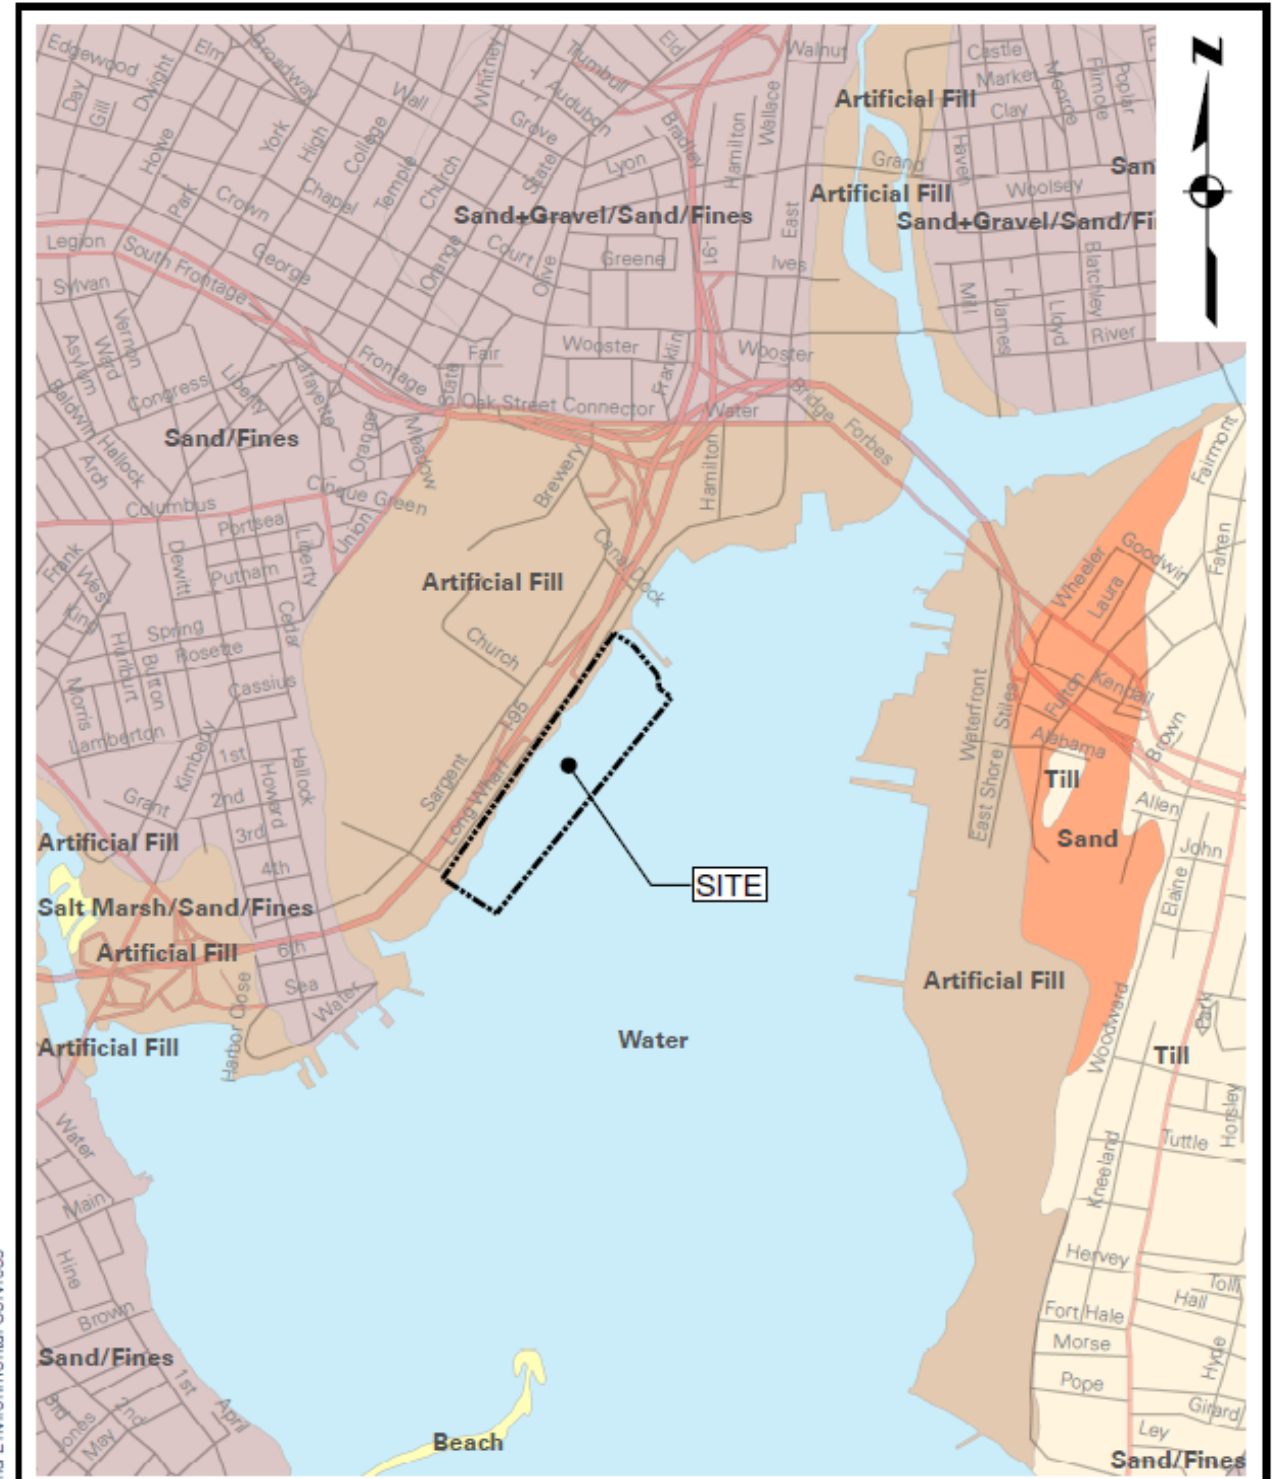 Edgewood
Elm
Broadway
Whitney
Turnbull
Eld
Walnut
Castle
Market
Monroe
Filmore
Poplar
N
Day
Gill
Dwight
Wall
Audubon
Artificial Fill
Clay
Howe
York
High
College
Grove
State
Bradley
Hamilton
Wallace
Grand
Haven
Park
Crown
Chapel
Temple
Church
Lyon
Artificial Fill
Woolsey
San
Sand+Gravel/Sand/Fines
East
Sand+Gravel/Sand/Fi
Legion
South Frontage
George
Orange
Court
Olive
Greene
I-91
Ives
Blatchley
Sylvan
Vernon
Ward
Asylum
Mill
James
Lloyd
River
Frontage
Fair
Wooster
Franklin
Wooster
Baldwin
Congress
Liberty
Lafayette
State
Oak Street Connector
Water
Bridge
Forbes
Hallock
Arch
Sand/Fines
Orange
Meadow
Fairmont
Columbus
Cinque Green
Brewery
Hamilton
Portsea
Union
Liberty
Frank
West
King
Dewitt
Putnam
Artificial Fill
Canal Dock
Wheeler
Goodwin
Laura
Farren
Spring
Rosette
Cedar
Hurlburt
Button
Church
Cassius
Morris
Lamberton
Kimberly
1st
Hallock
I-95
Waterfront
Stiles
Fulton
Kendall
Alabama
Brown
Grant
2nd
Howard
Sargent
Long Wharf
East Shore
Till
Allen
Artificial Fill
3rd
Sand
John
4th
SITE
Elaine
Salt Marsh/Sand/Fines
Artificial Fill
6th
Sea
Water
Artificial Fill
Harbor Close
Woodward
Park
Artificial Fill
Water
Till
Water
Main
Kneeland
Tuttle
Horsley
Hine
Hervey
Brown
Tolli
Hall
Fort Hale
Sand/Fines
Morse
Hyde
1st
Pope
3rd
2nd
April
Girard
Jones
May
Beach
Ley
Sand/Fines